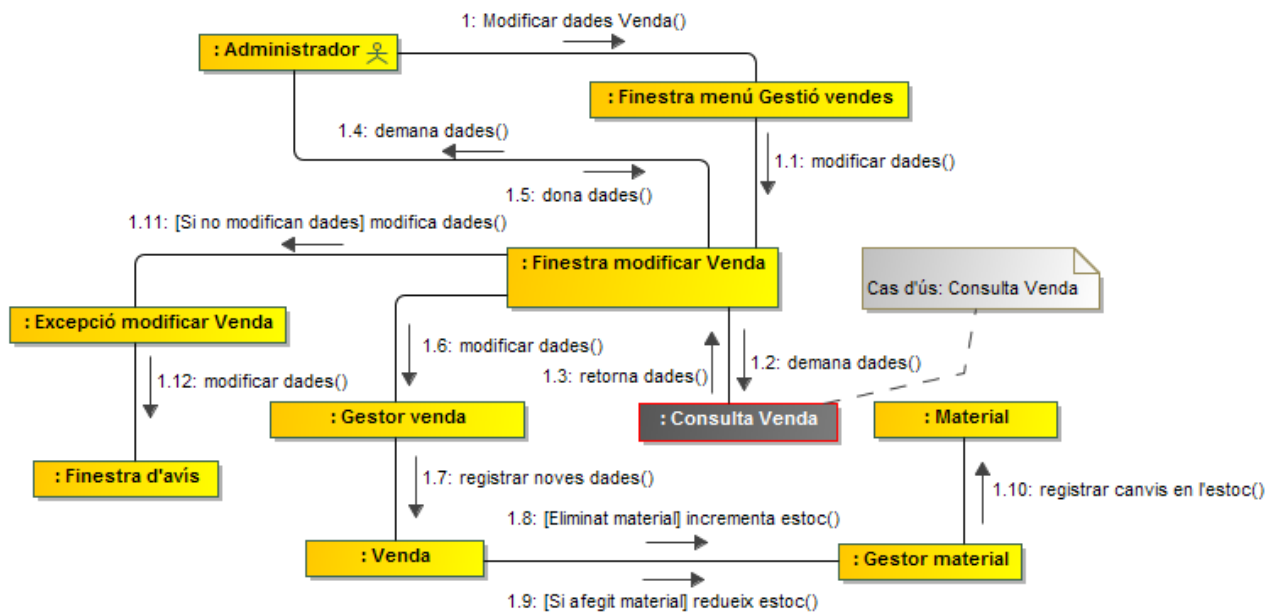 1: Modificar dades Venda()
: Administrador
: Finestra menú Gestió vendes
1.4: demana dades()
1.1: modificar dades()
1.5: dona dades()
1.11: [Si no modifican dades] modifica dades()
: Finestra modificar Venda
Cas d'ús: Consulta Venda
: Excepció modificar Venda
1.6: modificar dades()
1.2: demana dades()
1.3: retorna dades()
1.12: modificar dades()
: Gestor venda
: Consulta Venda
: Material
: Finestra d'avís
1.7: registrar noves dades()
1.10: registrar canvis en l'estoc()
1.8: [Eliminat material] incrementa estoc()
: Venda
: Gestor material
1.9: [Si afegit material] redueix estoc()